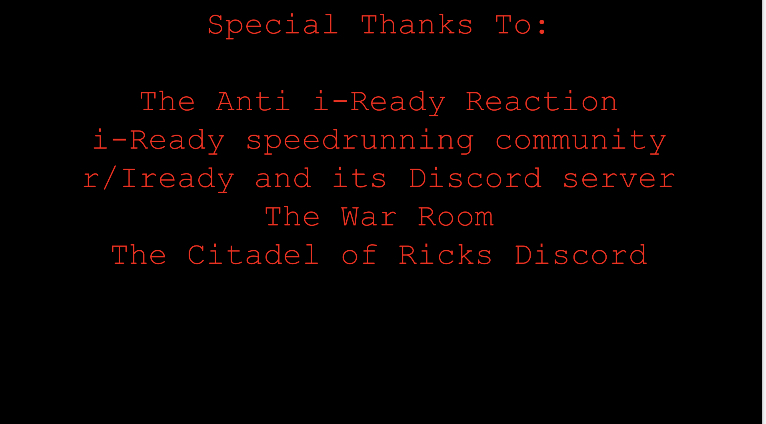 Special Thanks To:
The Anti i-Ready Reaction
i-Ready speedrunning community
r/Iready and its Discord server
The War Room
The Citadel of Ricks Discord